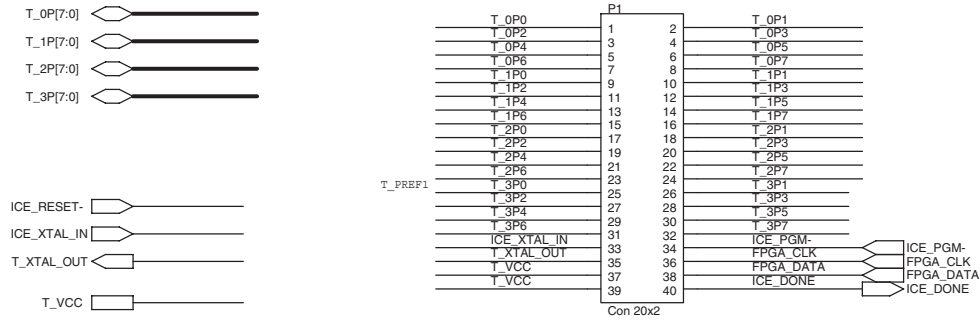 T_0P[7:0]
T_1P[7:0]
T_2P[7:0]
T_3P[7:0]
ICE_RESET-
ICE_XTAL_IN
T_XTAL_OUT
T_VCC
T_PREF1
P1
T_0P0 1 2 T_0P1
T_0P2 3 4 T_0P3
T_0P4 5 6 T_0P5
T_0P6 7 8 T_0P7
T_1P0 9 10 T_1P1
T_1P2 11 12 T_1P3
T_1P4 13 14 T_1P5
T_1P6 15 16 T_1P7
T_2P0 17 18 T_2P1
T_2P2 19 20 T_2P3
T_2P4 21 22 T_2P5
T_2P6 23 24 T_2P7
T_3P0 25 26 T_3P1
T_3P2 27 28 T_3P3
T_3P4 29 30 T_3P5
T_3P6 31 32 T_3P7
ICE_XTAL_IN 33 34 ICE_PGM- ICE_PGM-
T_XTAL_OUT 35 36 FPGA_CLK FPGA_CLK
T_VCC 37 38 FPGA_DATA FPGA_DATA
T_VCC 39 40 ICE_DONE ICE_DONE
Con 20x2